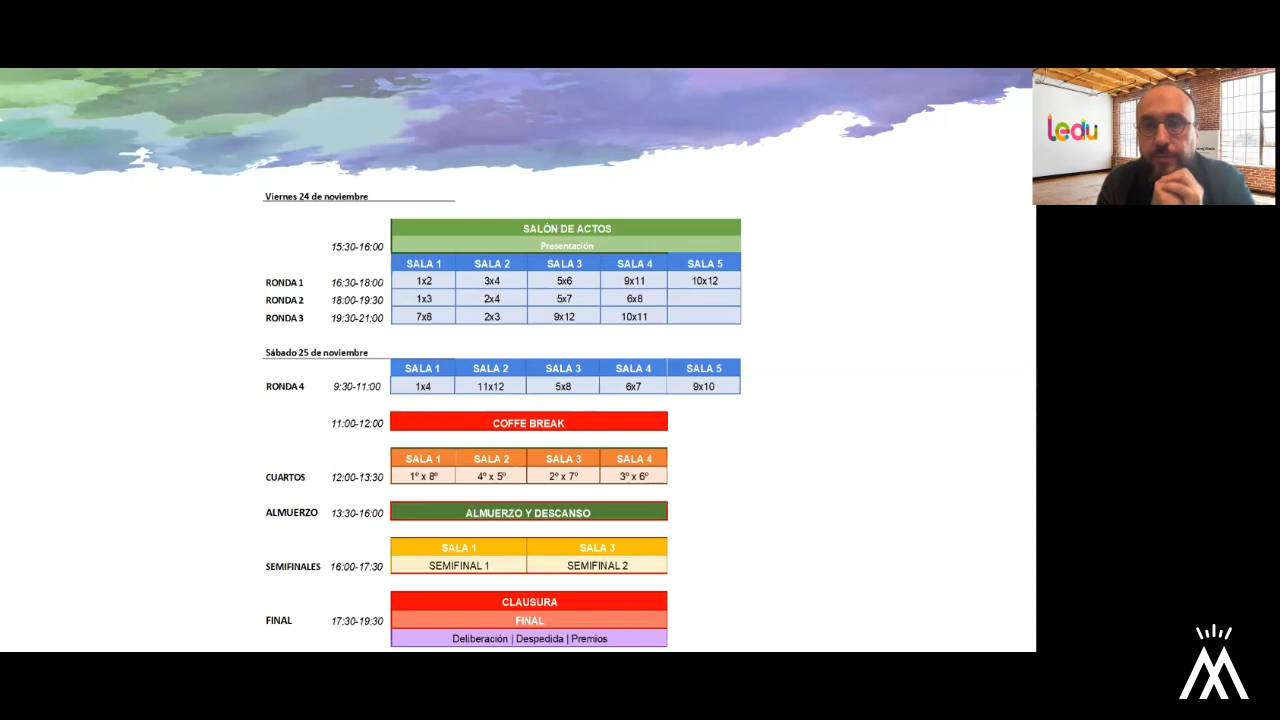 ledu
Viernes 24 de noviembre
SALÓN DE ACTOS
15:30-16:00 Presentación
SALA 1 SALA 2 SALA 3 SALA 4 SALA 5
RONDA 1 16:30-18:00 1x2 3x4 5x6 9x11 10x12
RONDA 2 18:00-19:30 1x3 2x4 5x7 6x8
RONDA 3 19:30-21:00 7x8 2x3 9x12 10x11
Sábado 25 de noviembre
SALA 1 SALA 2 SALA 3 SALA 4 SALA 5
RONDA 4 9:30-11:00 1x4 11x12 5x8 6x7 9x10
11:00-12:00 COFFE BREAK
SALA 1 SALA 2 SALA 3 SALA 4
CUARTOS 12:00-13:30 1º x 8º 4º x 5º 2º x 7º 3º x 6º
ALMUERZO 13:30-16:00 ALMUERZO Y DESCANSO
SALA 1 SALA 3
SEMIFINALES 16:00-17:30 SEMIFINAL 1 SEMIFINAL 2
CLAUSURA
FINAL 17:30-19:30 FINAL
Deliberación | Despedida | Premios